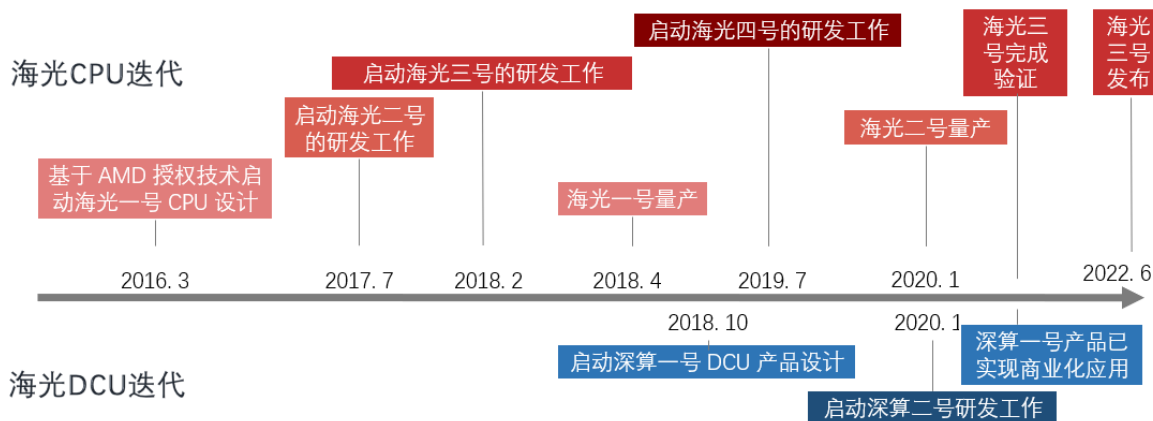 海光CPU迭代
基于 AMD 授权技术启
动海光一号 CPU 设计
启动海光二号
的研发工作
启动海光三号的研发工作
海光一号量产
启动海光四号的研发工作
海光二号量产
海光三
号完成
验证
海光
三号
发布
2016. 3
2017. 7
2018. 2
2018. 4
2019. 7
2020. 1
2022. 6
2018. 10
2020. 1
启动深算一号 DCU 产品设计
深算一号产品已
实现商业化应用
海光DCU迭代
启动深算二号研发工作